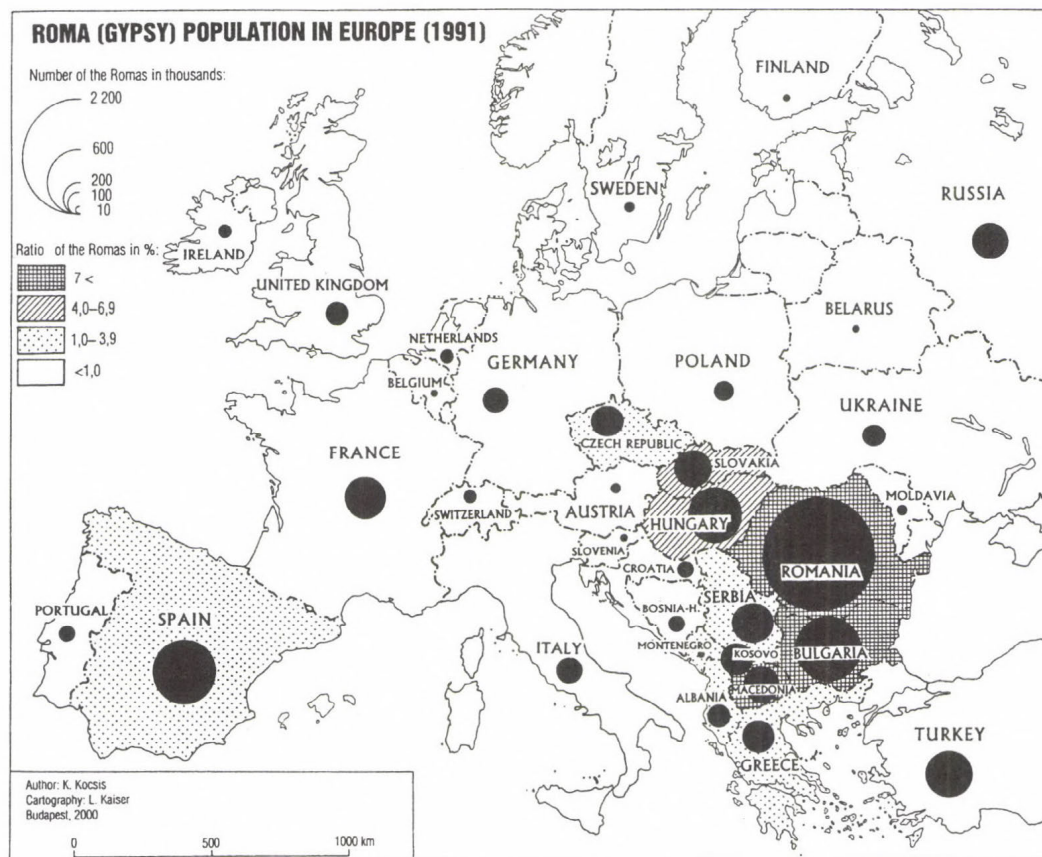 ROMA (GYPSY) POPULATION IN EUROPE (1991)
Number of the Romas in thousands:
2 200
600
200
100
10
Ratio of the Romas in %:
7 <
4,0–6,9
1,0–3,9
<1,0
FINLAND
SWEDEN
RUSSIA
IRELAND
UNITED KINGDOM
BELARUS
NETHERLANDS
GERMANY
POLAND
BELGIUM
UKRAINE
CZECH REPUBLIC
FRANCE
SLOVAKIA
SWITZERLAND
AUSTRIA
HUNGARY
MOLDAVIA
SLOVENIA
CROATIA
ROMANIA
SERBIA
PORTUGAL
SPAIN
BOSNIA-H.
ITALY
MONTENEGRO
KOSOVO
BULGARIA
MACEDONIA
ALBANIA
GREECE
TURKEY
Author: K. Kocsis
Cartography: L. Kaiser
Budapest, 2000
0 500 1000 km